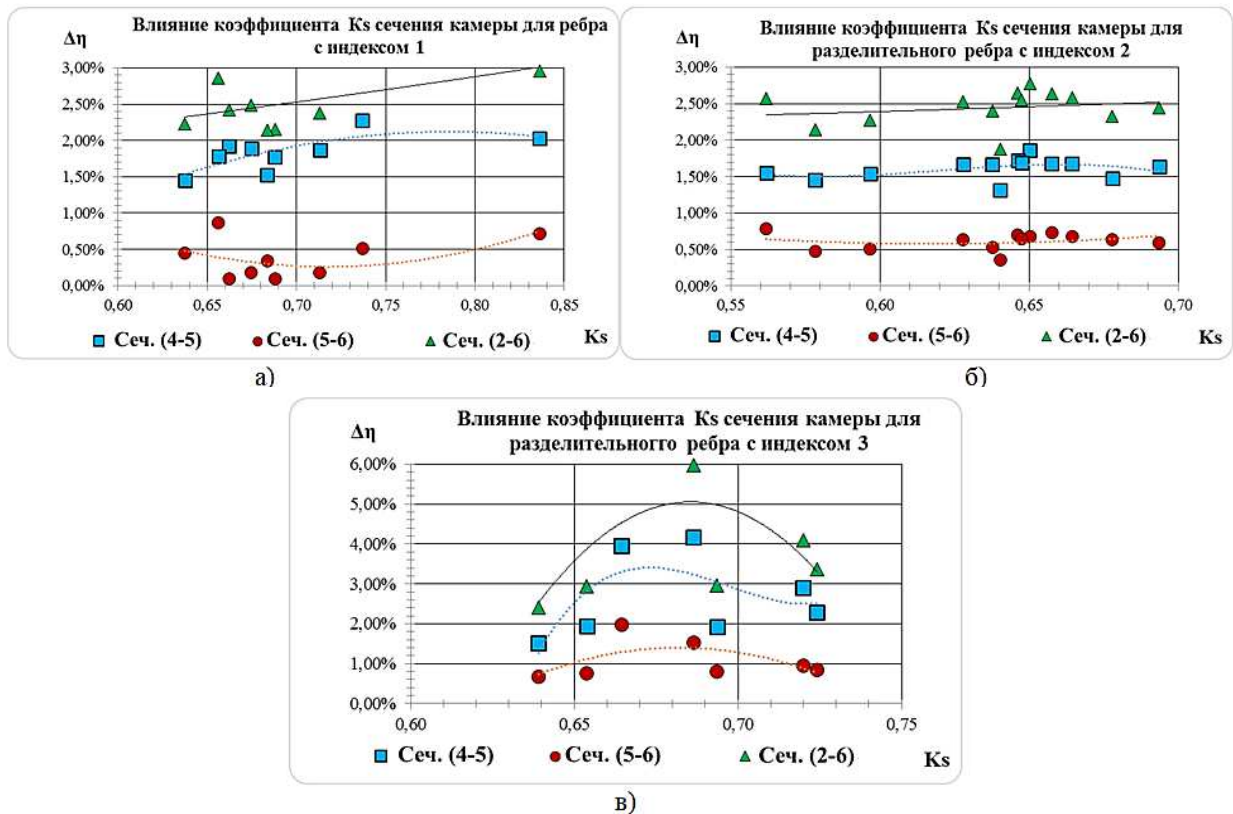 Влияние коэффициента Ks сечения камеры для ребра
с индексом 1
Δη
3,00%
2,50%
2,00%
1,50%
1,00%
0,50%
0,00%
0,60
0,65
0,70
0,75
0,80
0,85
Сеч. (4-5)
Сеч. (5-6)
Сеч. (2-6)
Ks
а)
Влияние коэффициента Ks сечения камеры для
разделительного ребра с индексом 2
Δη
3,00%
2,50%
2,00%
1,50%
1,00%
0,50%
0,00%
0,55
0,60
0,65
0,70
Сеч. (4-5)
Сеч. (5-6)
Сеч. (2-6)
Ks
б)
Влияние коэффициента Ks сечения камеры для
разделительногго ребра с индексом 3
Δη
6,00%
5,00%
4,00%
3,00%
2,00%
1,00%
0,00%
0,60
0,65
0,70
0,75
Сеч. (4-5)
Сеч. (5-6)
Сеч. (2-6)
Ks
в)